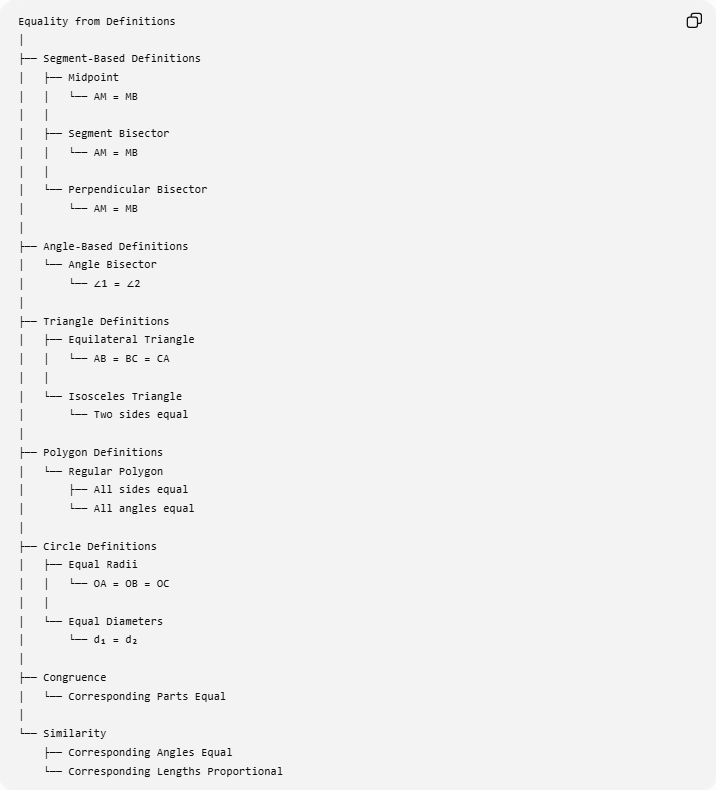 Equality from Definitions
│
├── Segment-Based Definitions
│   ├── Midpoint
│   │   └── AM = MB
│   │
│   ├── Segment Bisector
│   │   └── AM = MB
│   │
│   └── Perpendicular Bisector
│       └── AM = MB
│
├── Angle-Based Definitions
│   └── Angle Bisector
│       └── ∠1 = ∠2
│
├── Triangle Definitions
│   ├── Equilateral Triangle
│   │   └── AB = BC = CA
│   │
│   └── Isosceles Triangle
│       └── Two sides equal
│
├── Polygon Definitions
│   └── Regular Polygon
│       ├── All sides equal
│       └── All angles equal
│
├── Circle Definitions
│   ├── Equal Radii
│   │   └── OA = OB = OC
│   │
│   └── Equal Diameters
│       └── d₁ = d₂
│
├── Congruence
│   └── Corresponding Parts Equal
│
└── Similarity
    ├── Corresponding Angles Equal
    └── Corresponding Lengths Proportional